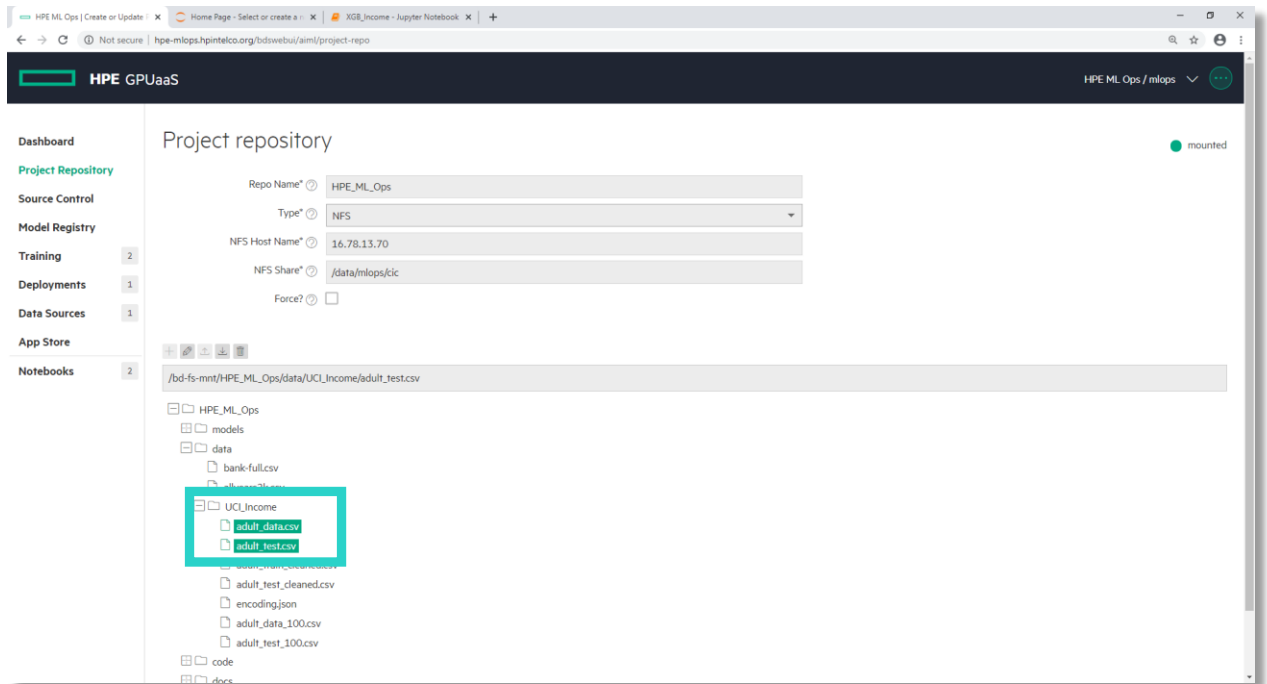 HPE ML Ops | Create or Update
Home Page - Select or create a n
XGB_Income - Jupyter Notebook
Not secure | hpe-mlops.hpintelco.org/bdswebui/aiml/project-repo
HPE GPUaaS
HPE ML Ops / mlops
Dashboard
Project Repository
Source Control
Model Registry
Training 2
Deployments 1
Data Sources 1
App Store
Notebooks 2
Project repository
mounted
Repo Name* HPE_ML_Ops
Type* NFS
NFS Host Name* 16.78.13.70
NFS Share* /data/mlops/cic
Force?
/bd-fs-mnt/HPE_ML_Ops/data/UCI_Income/adult_test.csv
HPE_ML_Ops
models
data
bank-full.csv
UCI_Income
adult_data.csv
adult_test.csv
adult_train_cleaned.csv
adult_test_cleaned.csv
encoding.json
adult_data_100.csv
adult_test_100.csv
code
docs